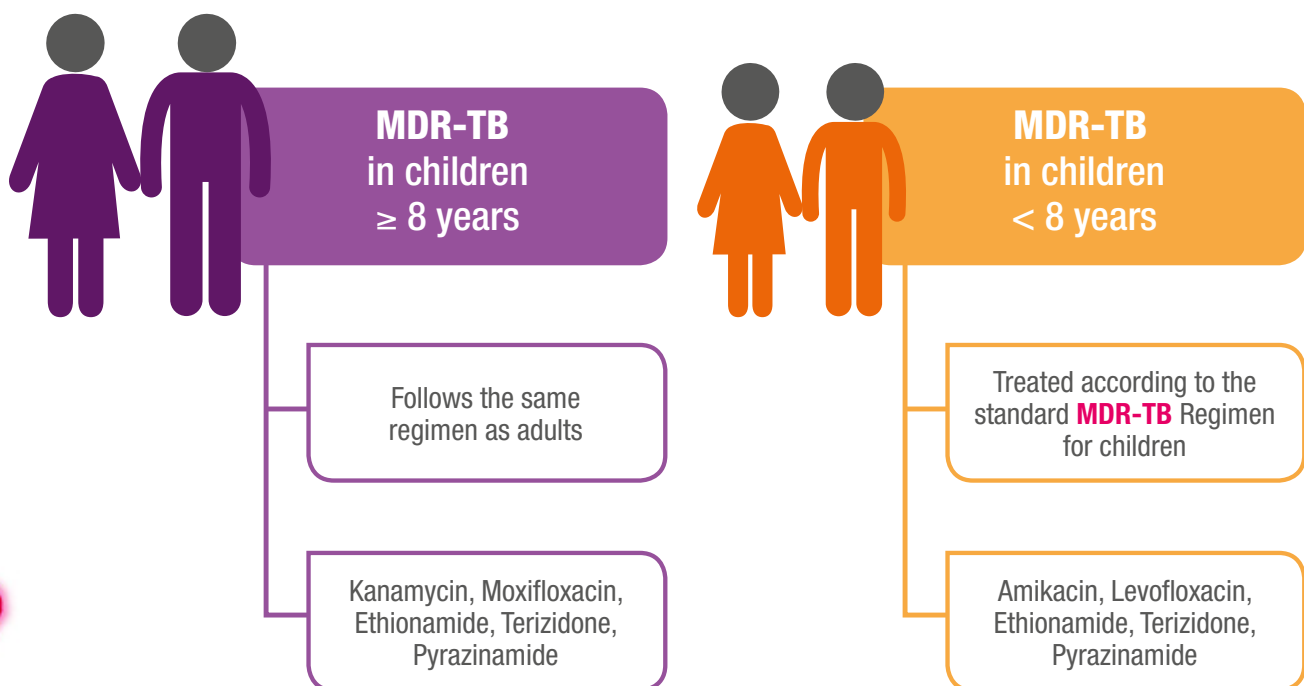 MDR-TB
in children
≥ 8 years
Follows the same
regimen as adults
Kanamycin, Moxifloxacin,
Ethionamide, Terizidone,
Pyrazinamide
MDR-TB
in children
< 8 years
Treated according to the
standard MDR-TB Regimen
for children
Amikacin, Levofloxacin,
Ethionamide, Terizidone,
Pyrazinamide